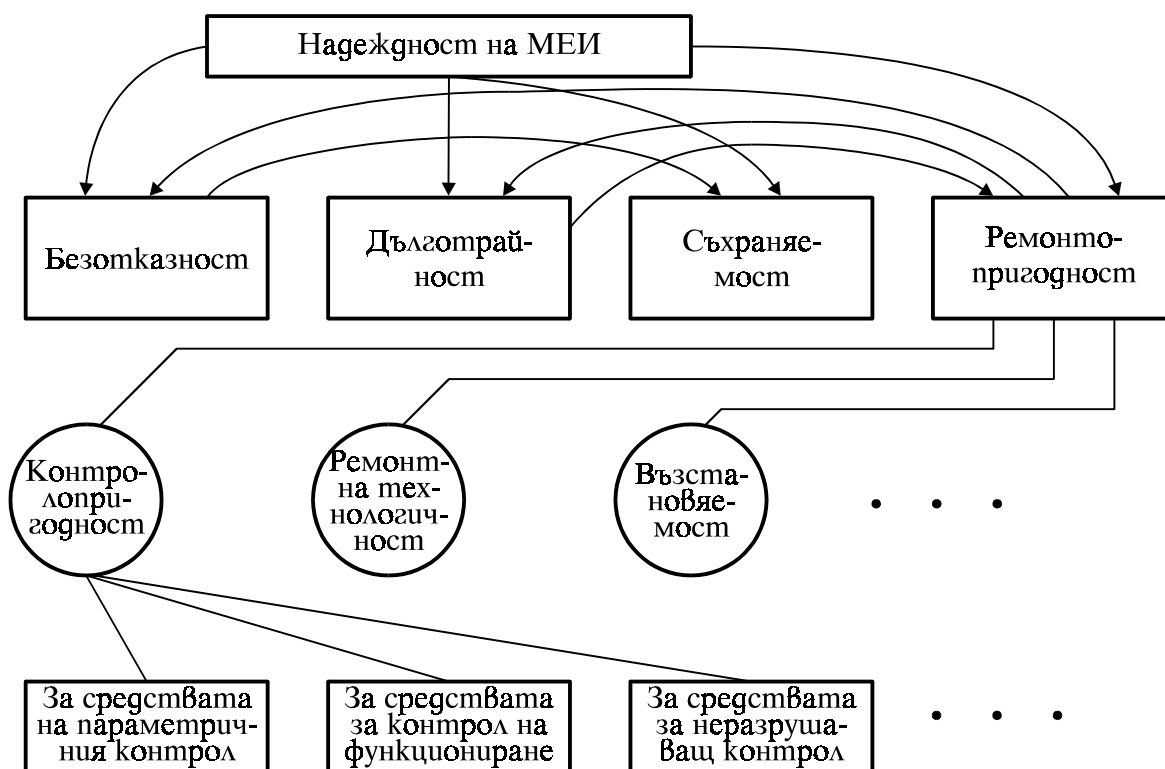 Надеждност на МЕИ
Безотказност
Дълготрай-
ност
Съхраняе-
мост
Ремонто-
пригодност
Контро-
лопри-
годност
Ремонт-
на тех-
нологич-
ност
Възста-
новяе-
мост
За средствата
на параметрич-
ния контрол
За средствата
за контрол на
функциониране
За средствата
за неразруша-
ващ контрол